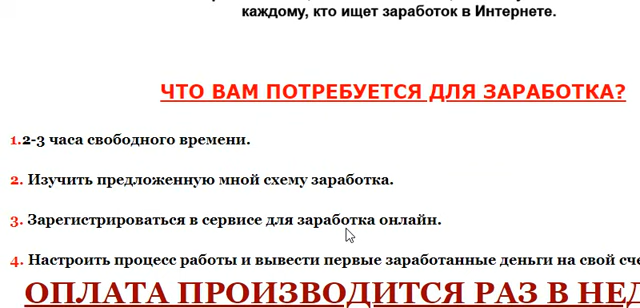 каждому, кто ищет заработок в Интернете.
ЧТО ВАМ ПОТРЕБУЕТСЯ ДЛЯ ЗАРАБОТКА?
1.2-3 часа свободного времени.
2. Изучить предложенную мной схему заработка.
3. Зарегистрироваться в сервисе для заработка онлайн.
4. Настроить процесс работы и вывести первые заработанные деньги на свой
ОПЛАТА ПРОИЗВОДИТСЯ РАЗ В